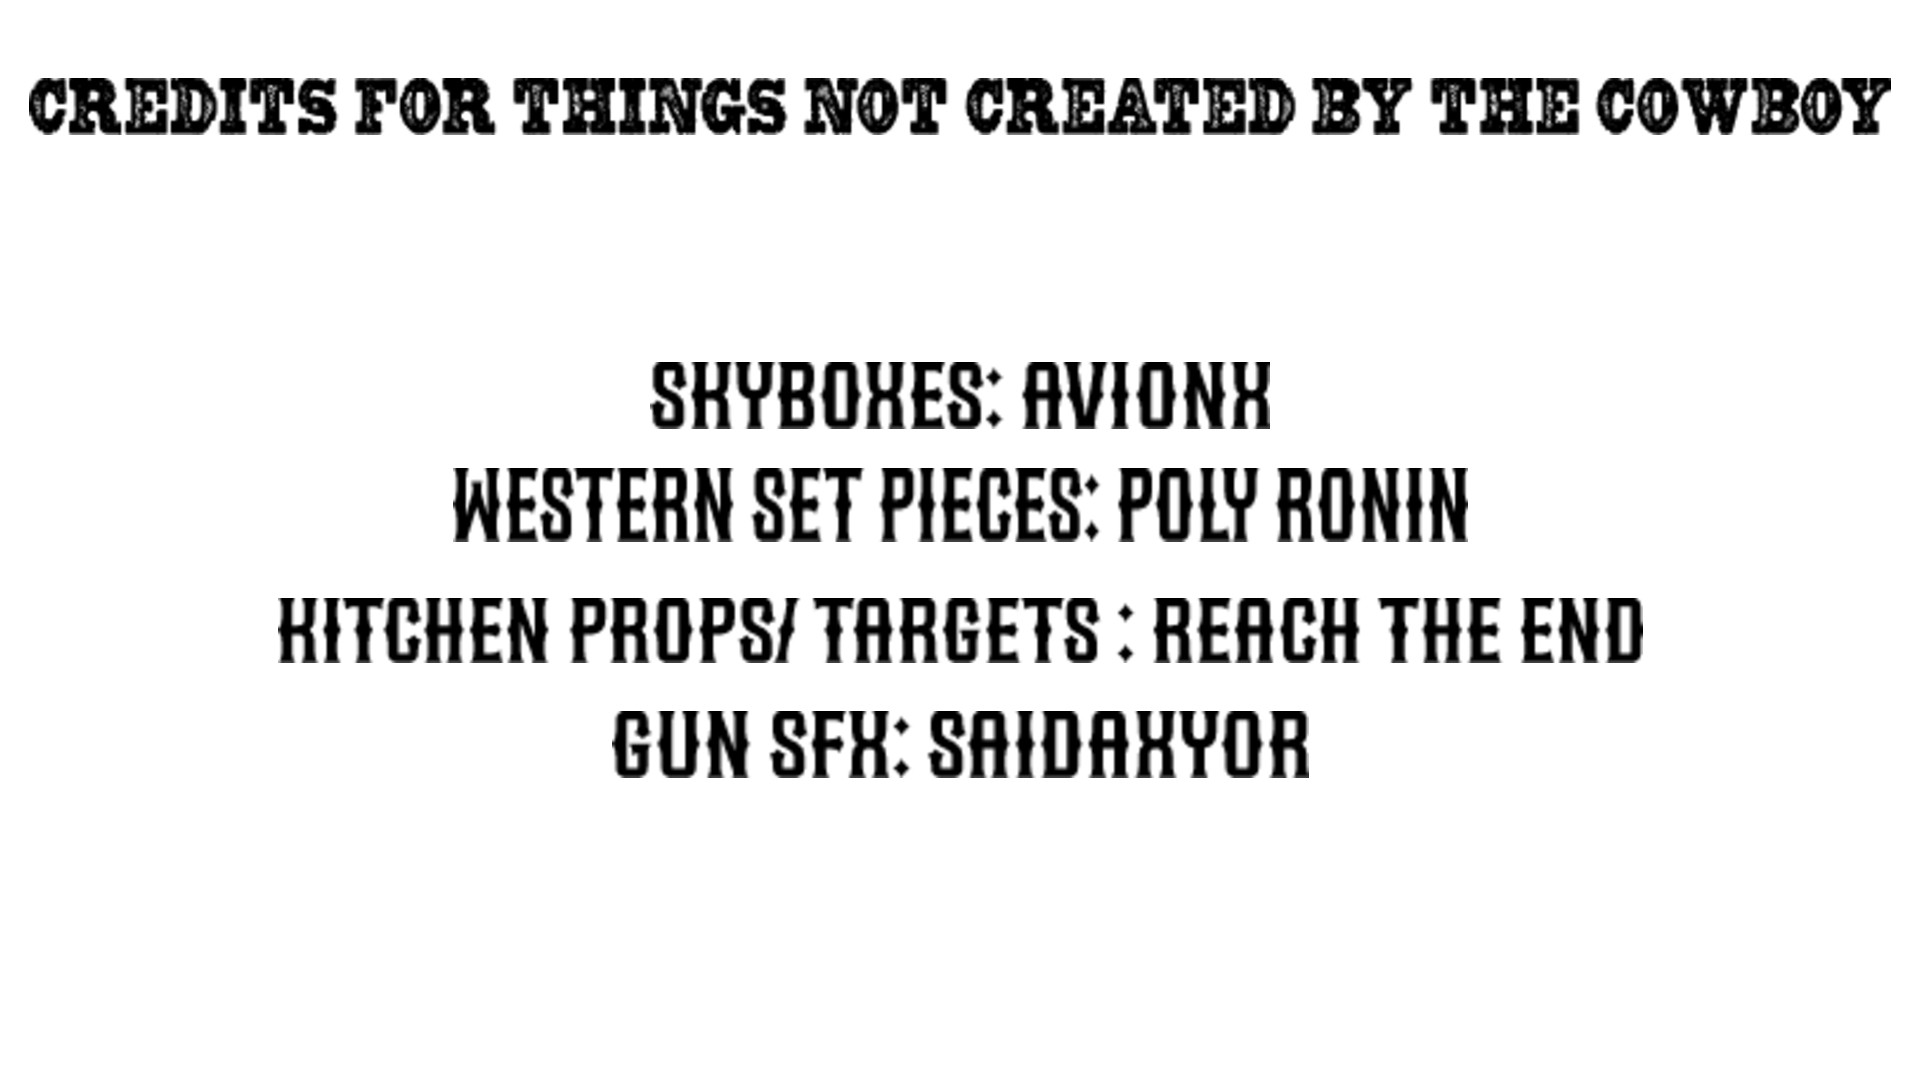 CREDITS FOR THINGS NOT CREATED BY THE COWBOY
SKYBOXES: AVIONX
WESTERN SET PIECES: POLY RONIN
KITCHEN PROPS/ TARGETS : REACH THE END
GUN SFX: SAIDAXYOR